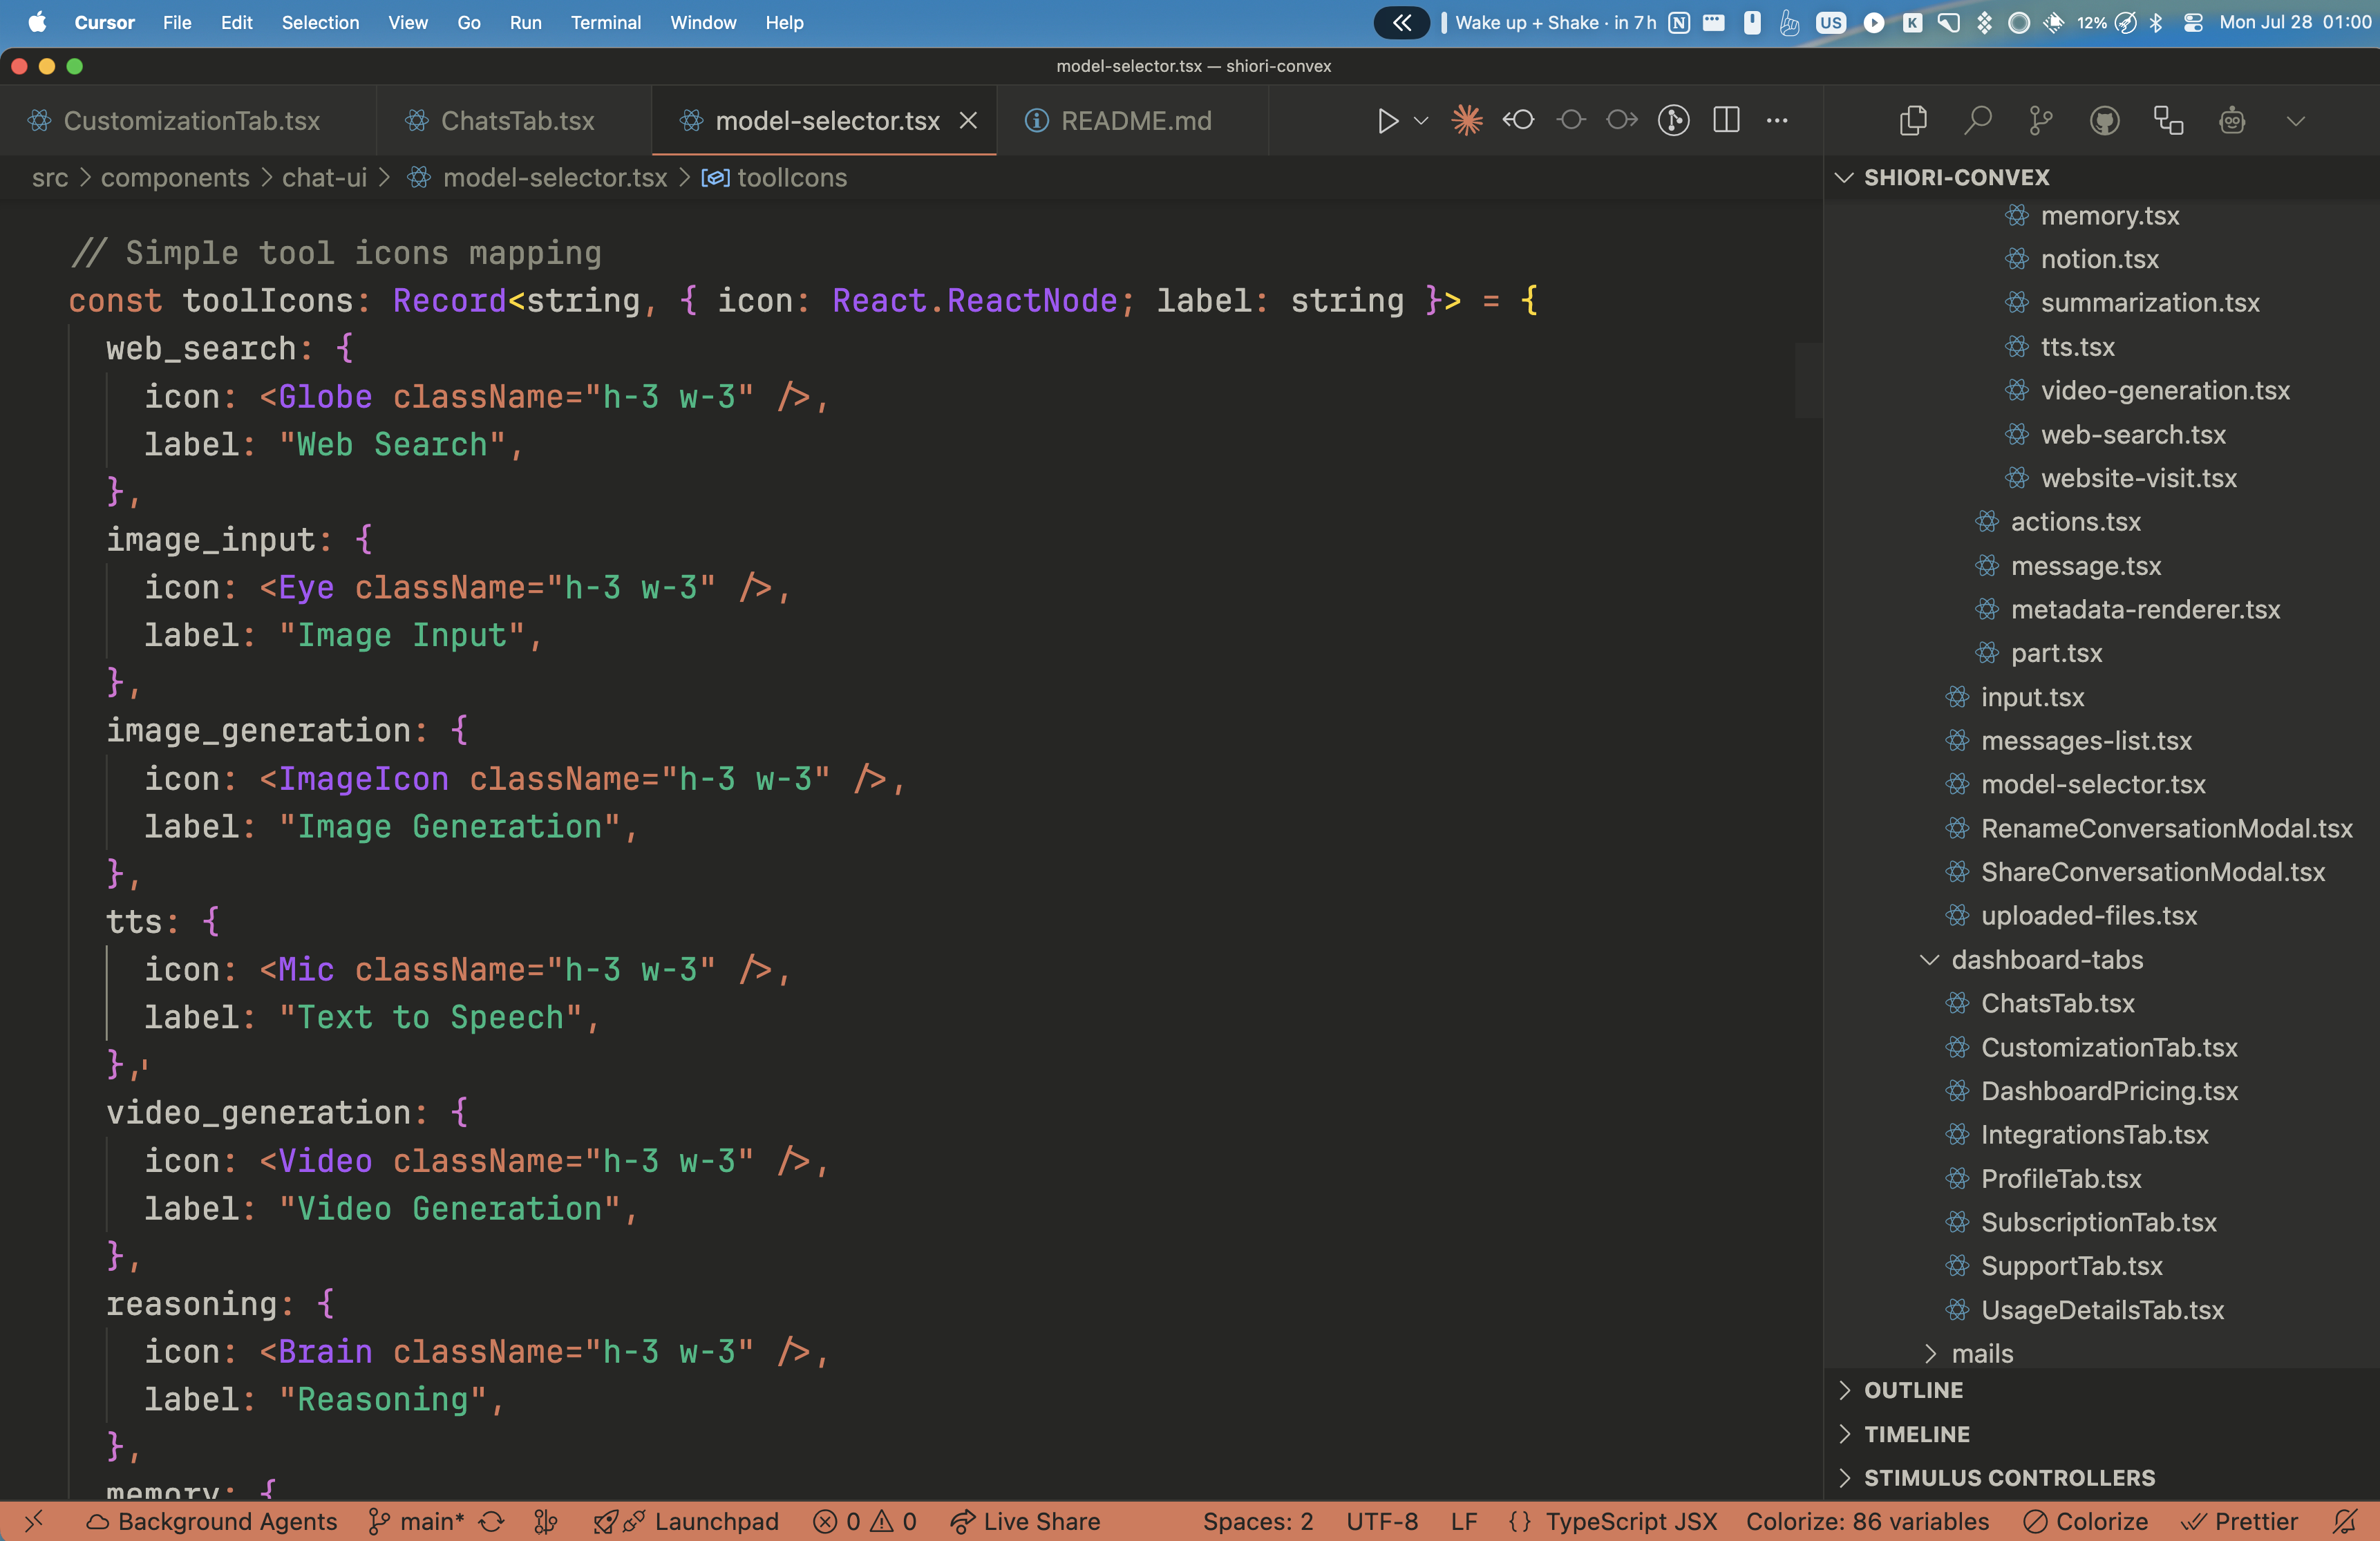 Cursor File Edit Selection View Go Run Terminal Window Help
Wake up + Shake · in 7 h N US K 12% Mon Jul 28 01:00
model-selector.tsx — shiori-convex
CustomizationTab.tsx ChatsTab.tsx model-selector.tsx README.md
src > components > chat-ui > model-selector.tsx > toolIcons
// Simple tool icons mapping
const toolIcons: Record<string, { icon: React.ReactNode; label: string }> = {
web_search: {
icon: <Globe className="h-3 w-3" />,
label: "Web Search",
},
image_input: {
icon: <Eye className="h-3 w-3" />,
label: "Image Input",
},
image_generation: {
icon: <ImageIcon className="h-3 w-3" />,
label: "Image Generation",
},
tts: {
icon: <Mic className="h-3 w-3" />,
label: "Text to Speech",
},
video_generation: {
icon: <Video className="h-3 w-3" />,
label: "Video Generation",
},
reasoning: {
icon: <Brain className="h-3 w-3" />,
label: "Reasoning",
},
memory: {
SHIORI-CONVEX
memory.tsx
notion.tsx
summarization.tsx
tts.tsx
video-generation.tsx
web-search.tsx
website-visit.tsx
actions.tsx
message.tsx
metadata-renderer.tsx
part.tsx
input.tsx
messages-list.tsx
model-selector.tsx
RenameConversationModal.tsx
ShareConversationModal.tsx
uploaded-files.tsx
dashboard-tabs
ChatsTab.tsx
CustomizationTab.tsx
DashboardPricing.tsx
IntegrationsTab.tsx
ProfileTab.tsx
SubscriptionTab.tsx
SupportTab.tsx
UsageDetailsTab.tsx
mails
OUTLINE
TIMELINE
STIMULUS CONTROLLERS
Background Agents main* Launchpad 0 0 Live Share Spaces: 2 UTF-8 LF {} TypeScript JSX Colorize: 86 variables Colorize Prettier